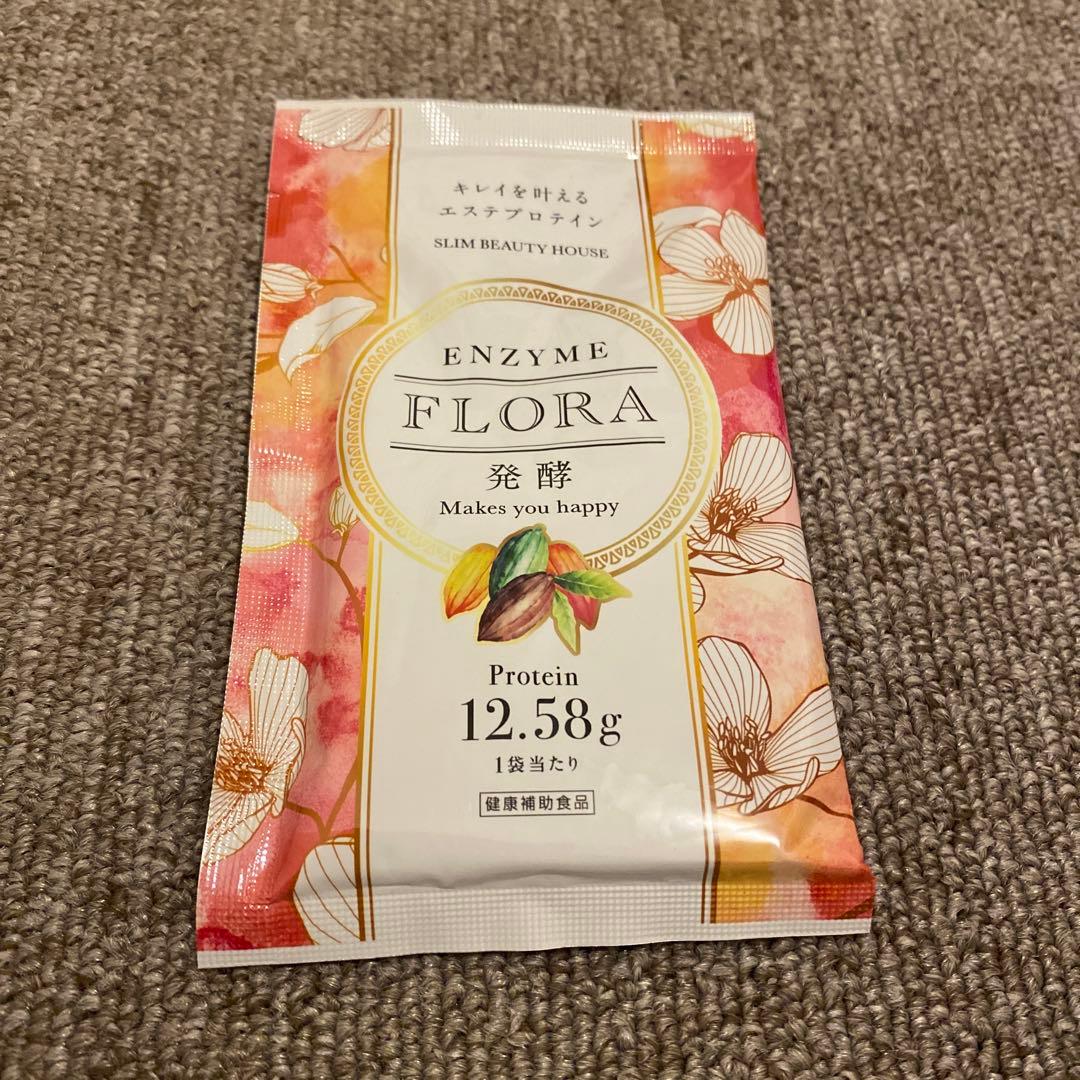 キレイを叶える
エステプロテイン
SLIM BEAUTY HOUSE
ENZYME
FLORA
発酵
Makes you happy
Protein
12.58g
1袋当たり
健康補助食品